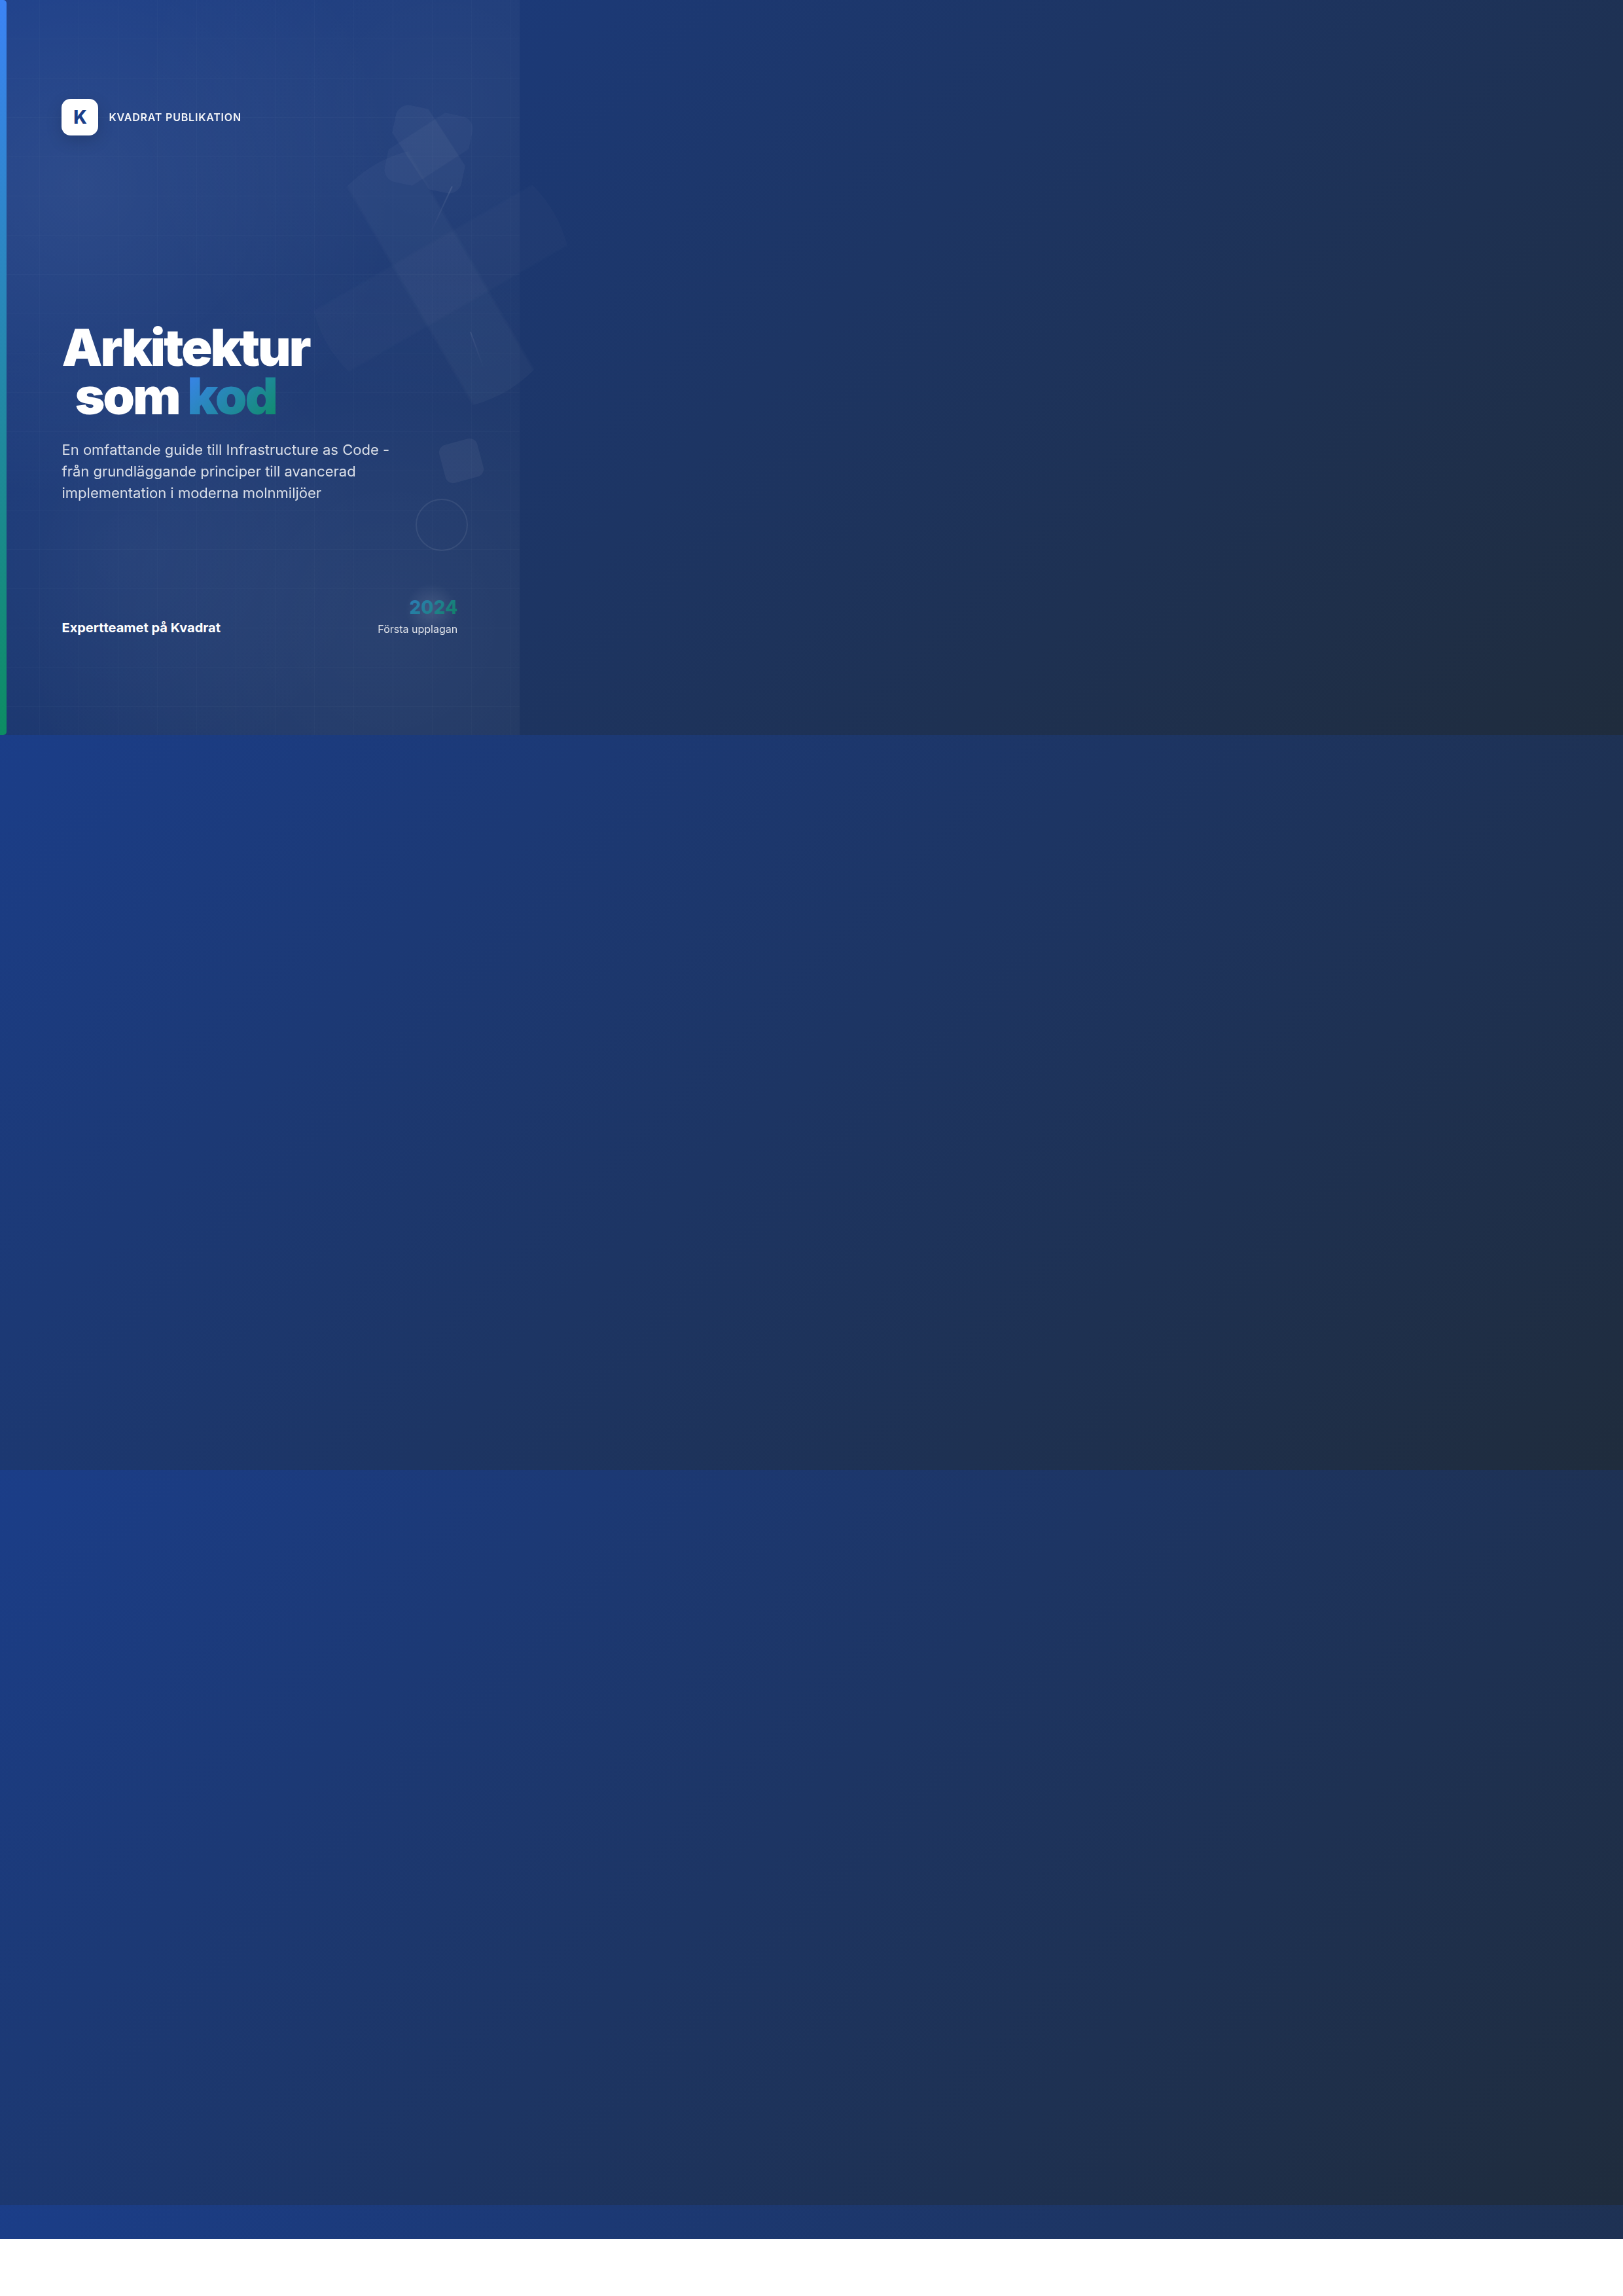 K
KVADRAT PUBLIKATION
Arkitektur
som kod
En omfattande guide till Infrastructure as Code -
från grundläggande principer till avancerad
implementation i moderna molnmiljöer
Expertteamet på Kvadrat
2024
Första upplagan